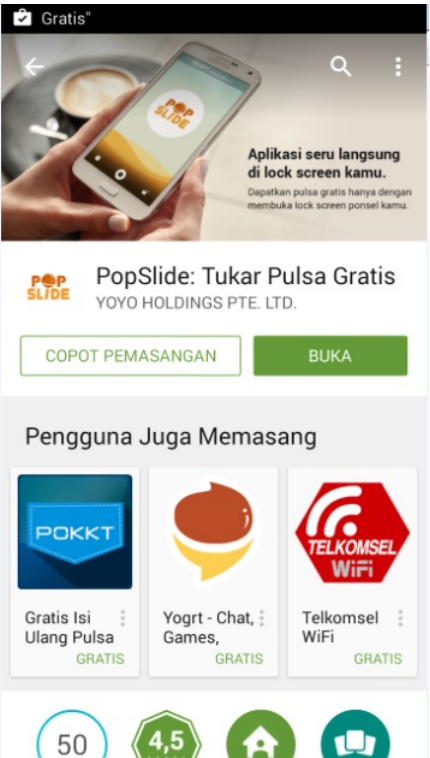 Gratis"
POP
SLIDE
Aplikasi seru langsung
di lock screen kamu.
Dapatkan pulsa gratis hanya dengan
membuka lock screen ponsel kamu.
POP
SLIDE
PopSlide: Tukar Pulsa Gratis
YOYO HOLDINGS PTE. LTD.
COPOT PEMASANGAN
BUKA
Pengguna Juga Memasang
POKKT
TELKOMSEL
WiFi
Gratis Isi
Ulang Pulsa
GRATIS
Yogrt - Chat,
Games,
GRATIS
Telkomsel
WiFi
GRATIS
50
4,5